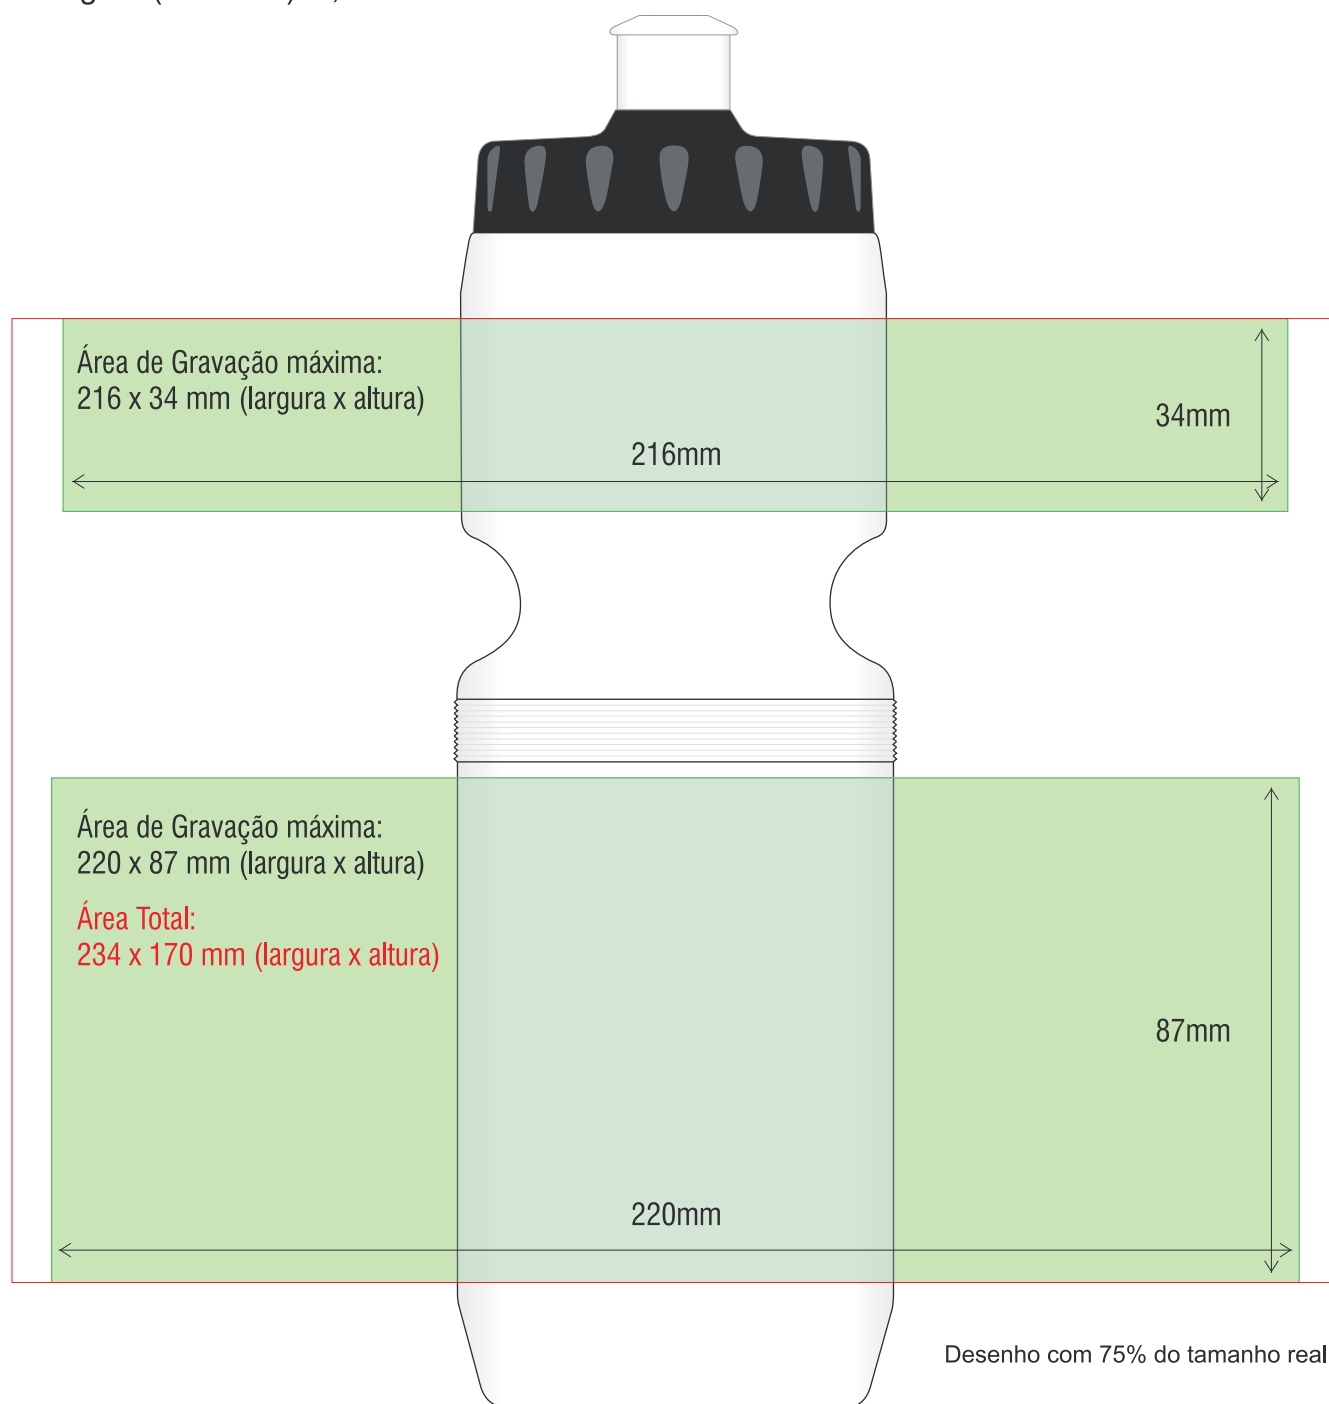 Área de Gravação máxima:
216 x 34 mm (largura x altura)
34mm
216mm
Área de Gravação máxima:
220 x 87 mm (largura x altura)
Área Total:
234 x 170 mm (largura x altura)
87mm
220mm
Desenho com 75% do tamanho real